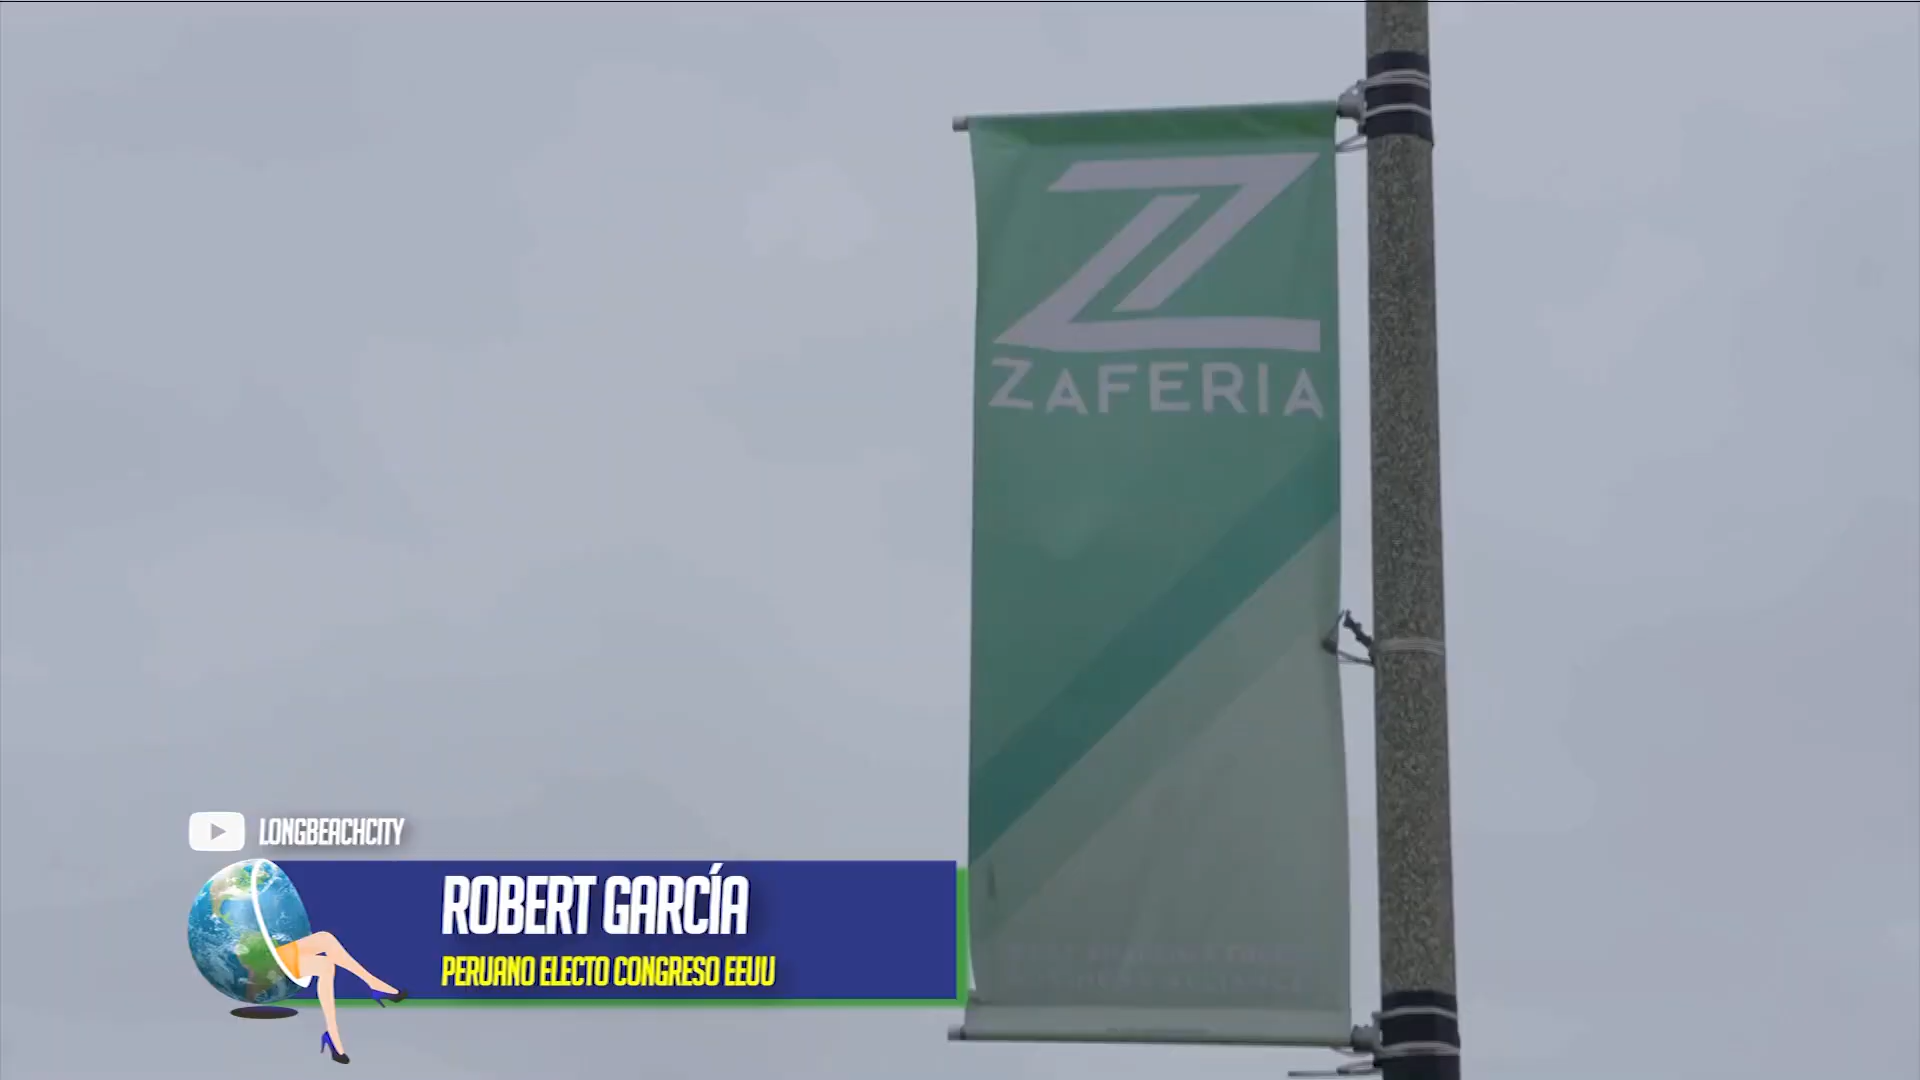 Z
ZAFERIA
LONGBEACHCITY
ROBERT GARCÍA
PERUANO ELECTO CONGRESO EEUU